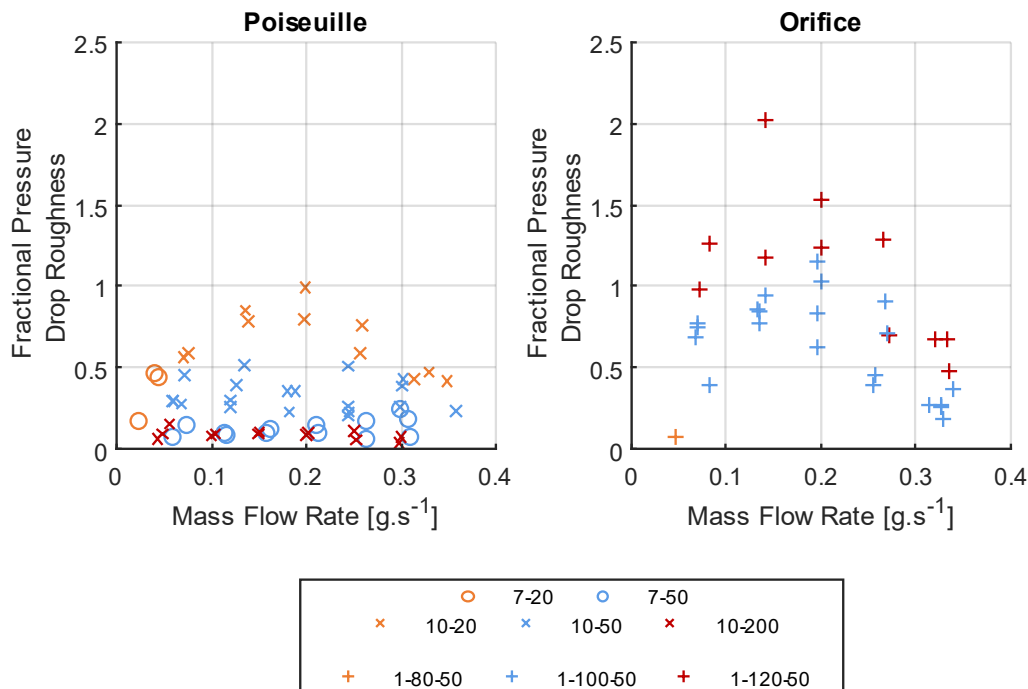 Poiseuille
Fractional Pressure
Drop Roughness
2.5
2
1.5
1
0.5
0
0 0.1 0.2 0.3 0.4
Mass Flow Rate [g.s-1]
Orifice
Fractional Pressure
Drop Roughness
2.5
2
1.5
1
0.5
0
0 0.1 0.2 0.3 0.4
Mass Flow Rate [g.s-1]
7-20 7-50
10-20 10-50 10-200
1-80-50 1-100-50 1-120-50